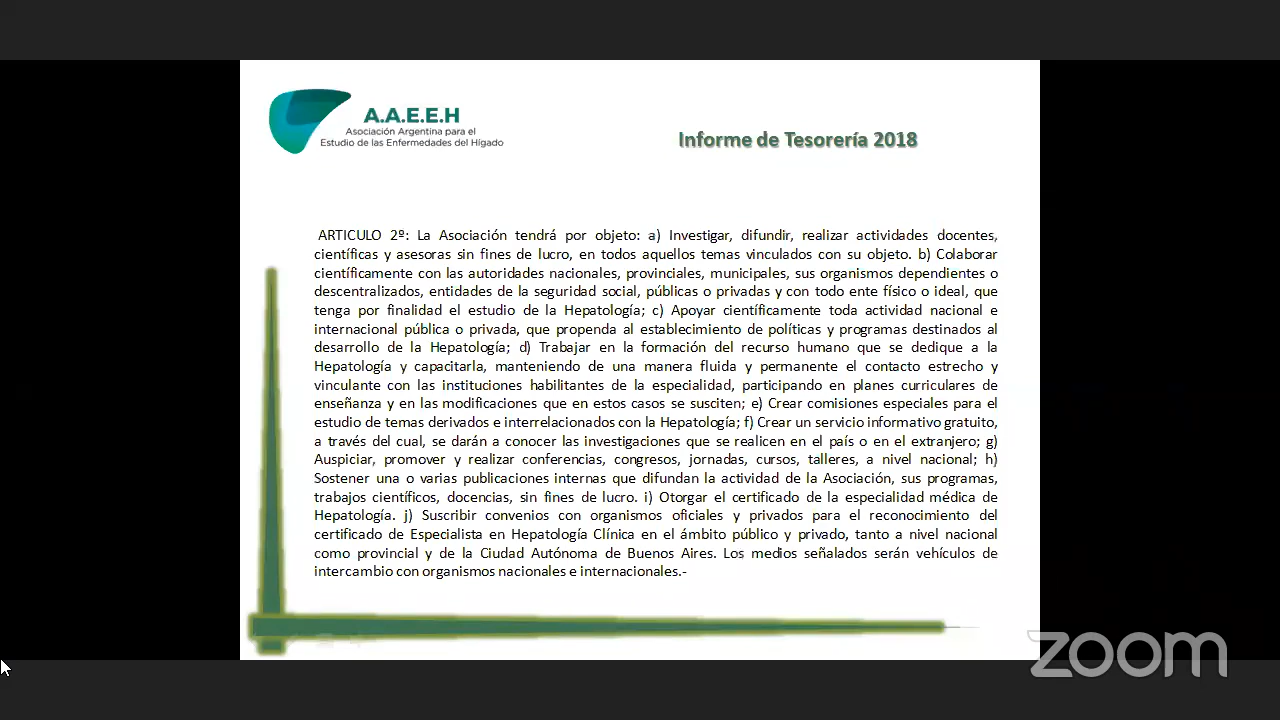 A.A.E.E.H
Asociación Argentina para el
Estudio de las Enfermedades del Hígado
Informe de Tesorería 2018
ARTICULO 2º: La Asociación tendrá por objeto: a) Investigar, difundir, realizar actividades docentes,
científicas y asesoras sin fines de lucro, en todos aquellos temas vinculados con su objeto. b) Colaborar
científicamente con las autoridades nacionales, provinciales, municipales, sus organismos dependientes o
descentralizados, entidades de la seguridad social, públicas o privadas y con todo ente físico o ideal, que
tenga por finalidad el estudio de la Hepatología; c) Apoyar científicamente toda actividad nacional e
internacional pública o privada, que propenda al establecimiento de políticas y programas destinados al
desarrollo de la Hepatología; d) Trabajar en la formación del recurso humano que se dedique a la
Hepatología y capacitarla, manteniendo de una manera fluida y permanente el contacto estrecho y
vinculante con las instituciones habilitantes de la especialidad, participando en planes curriculares de
enseñanza y en las modificaciones que en estos casos se susciten; e) Crear comisiones especiales para el
estudio de temas derivados e interrelacionados con la Hepatología; f) Crear un servicio informativo gratuito,
a través del cual, se darán a conocer las investigaciones que se realicen en el país o en el extranjero; g)
Auspiciar, promover y realizar conferencias, congresos, jornadas, cursos, talleres, a nivel nacional; h)
Sostener una o varias publicaciones internas que difundan la actividad de la Asociación, sus programas,
trabajos científicos, docencias, sin fines de lucro. i) Otorgar el certificado de la especialidad médica de
Hepatología. j) Suscribir convenios con organismos oficiales y privados para el reconocimiento del
certificado de Especialista en Hepatología Clínica en el ámbito público y privado, tanto a nivel nacional
como provincial y de la Ciudad Autónoma de Buenos Aires. Los medios señalados serán vehículos de
intercambio con organismos nacionales e internacionales.-
zoom